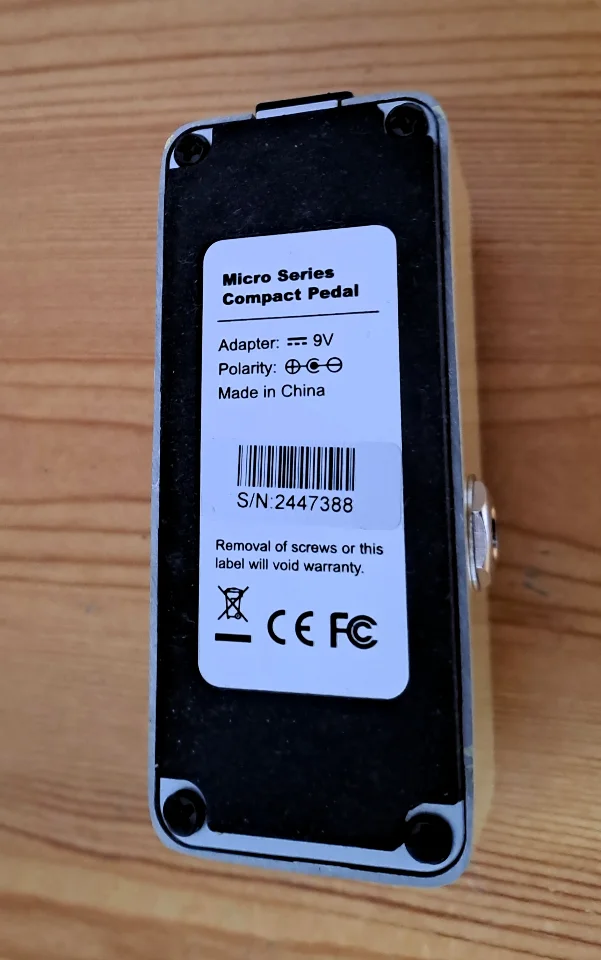 Micro Series
Compact Pedal
Adapter: ⎓ 9V
Polarity: ⊕-C•-⊖
Made in China
S/N:2447388
Removal of screws or this
label will void warranty.
CE FC